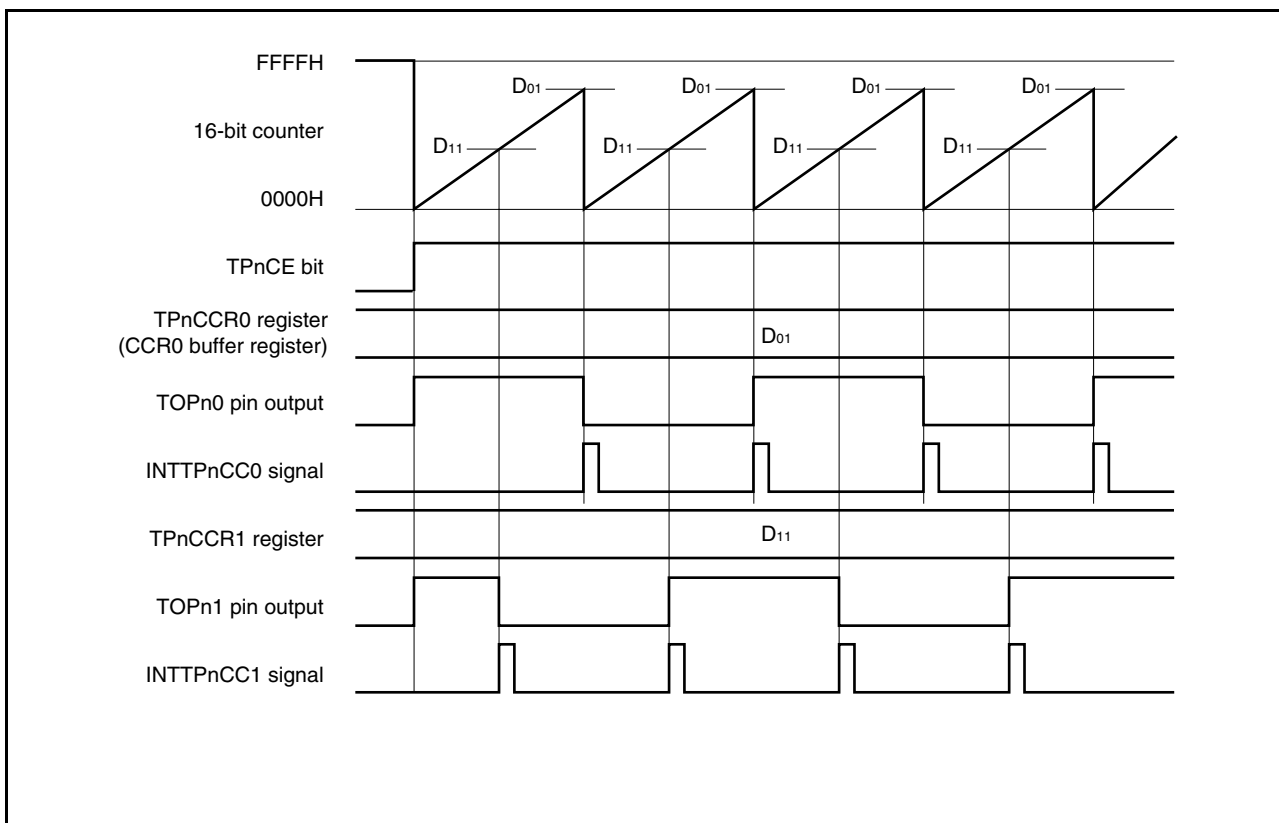 FFFFH
D01 D01 D01 D01
16-bit counter
D11 D11 D11 D11
0000H
TPnCE bit
TPnCCR0 register
(CCR0 buffer register)
D01
TOPn0 pin output
INTTPnCC0 signal
TPnCCR1 register
D11
TOPn1 pin output
INTTPnCC1 signal